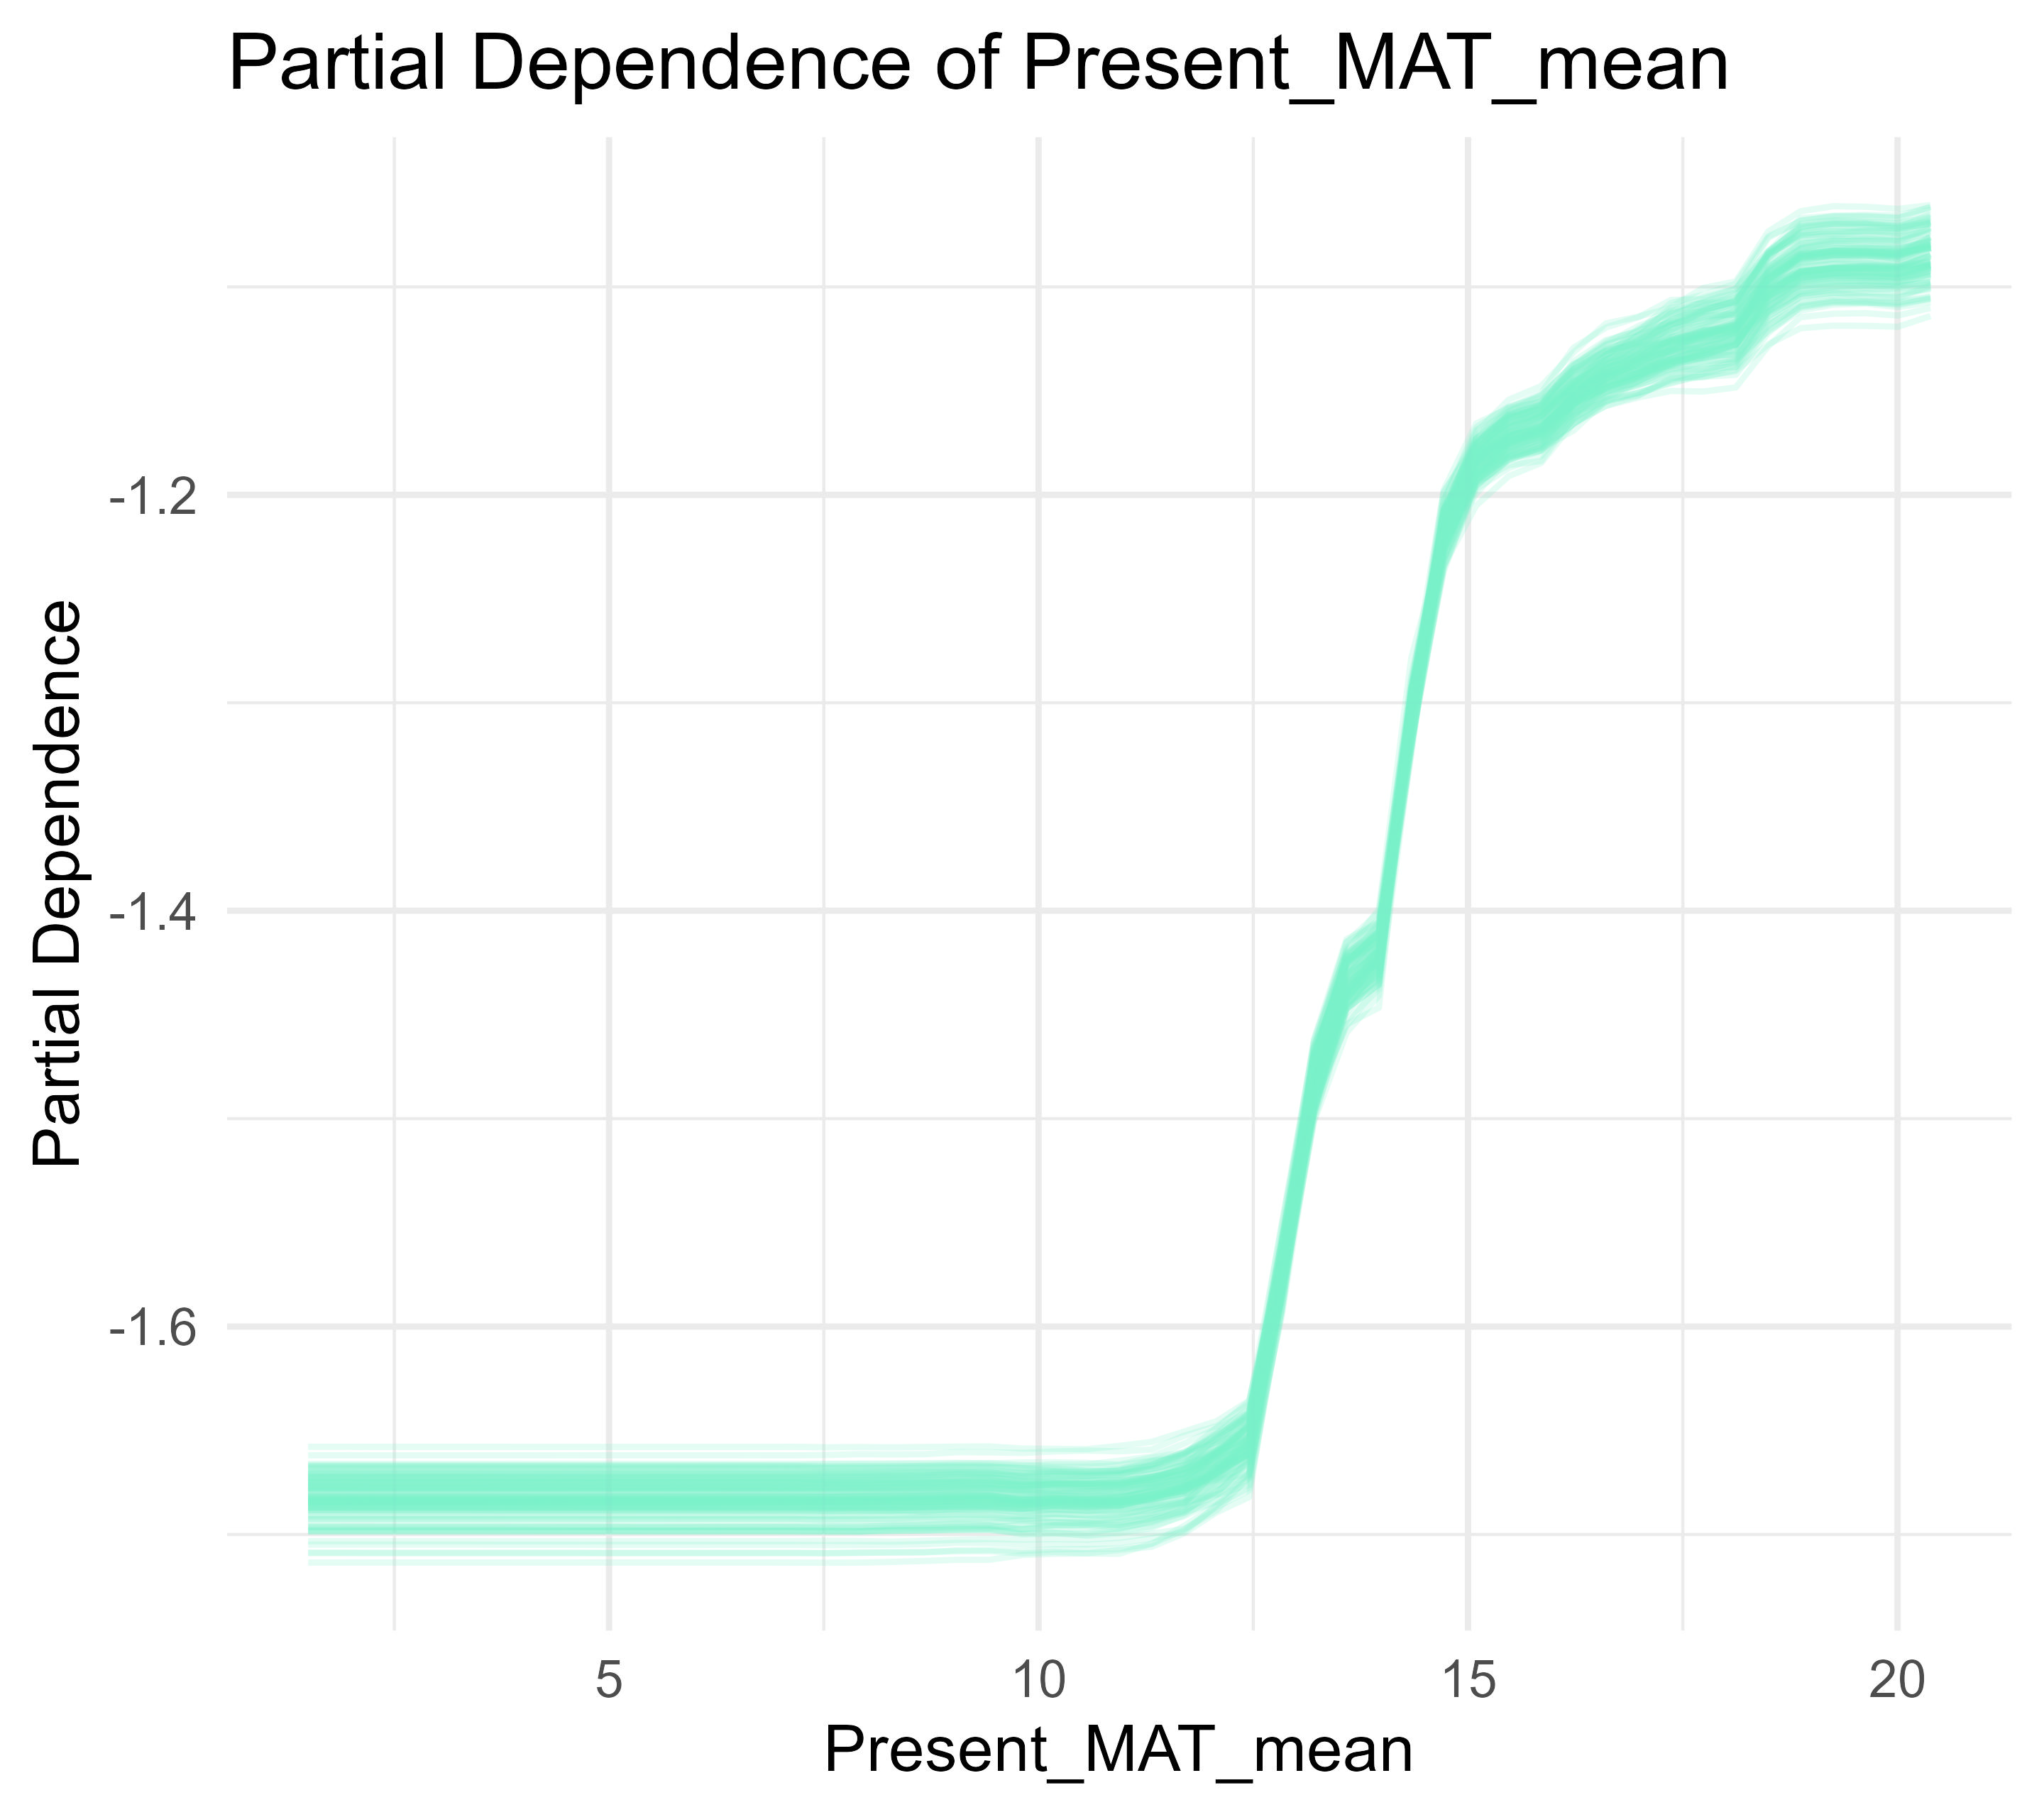 Partial Dependence of Present_MAT_mean
Partial Dependence
-1.2
-1.4
-1.6
5 10 15 20
Present_MAT_mean